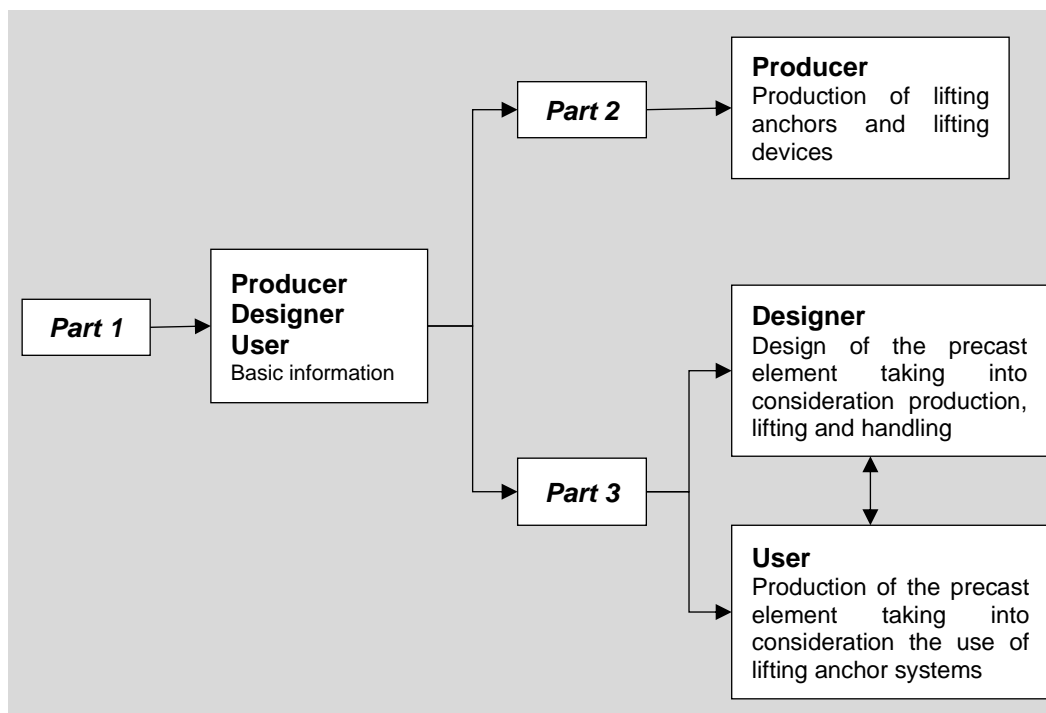 Part 1
Producer
Designer
User
Basic information
Part 2
Producer
Production of lifting
anchors and lifting
devices
Part 3
Designer
Design of the precast
element taking into
consideration production,
lifting and handling
User
Production of the precast
element taking into
consideration the use of
lifting anchor systems